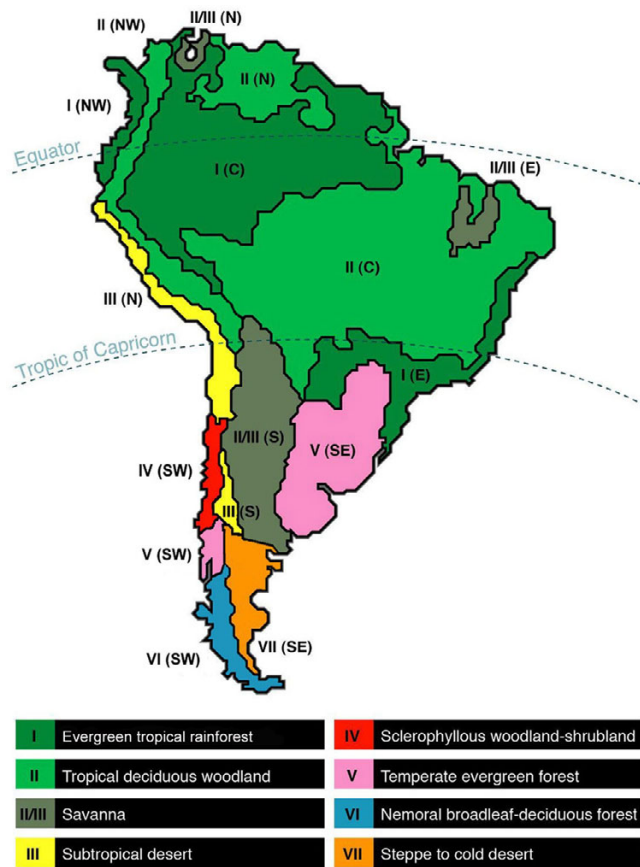 II (NW)
II/III (N)
I (NW)
II (N)
Equator
I (C)
II/III (E)
II (C)
III (N)
Tropic of Capricorn
I (E)
II/III (S)
V (SE)
IV (SW)
III (S)
V (SW)
VI (SW)
VII (SE)
I Evergreen tropical rainforest
II Tropical deciduous woodland
II/III Savanna
III Subtropical desert
IV Sclerophyllous woodland-shrubland
V Temperate evergreen forest
VI Nemoral broadleaf-deciduous forest
VII Steppe to cold desert